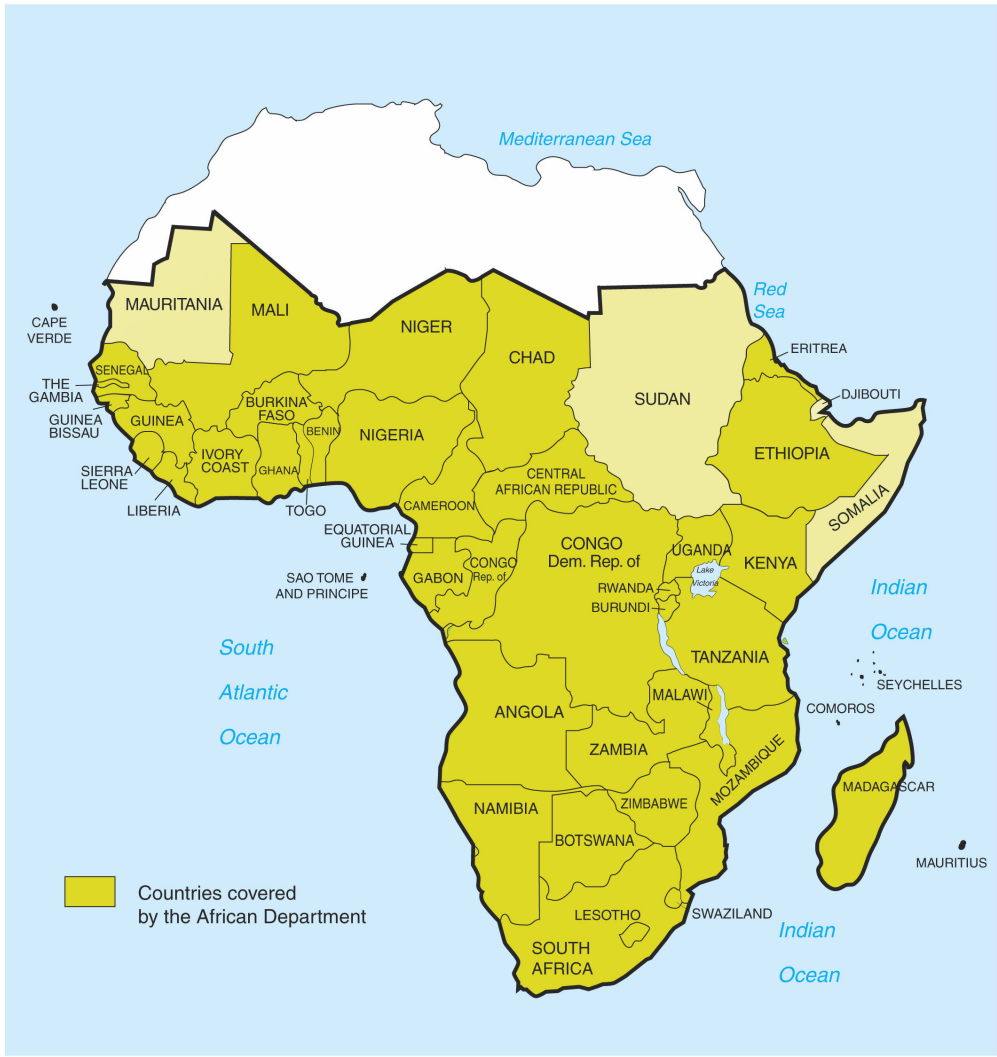 Mediterranean Sea
Red
Sea
MAURITANIA
MALI
NIGER
CHAD
SUDAN
ERITREA
CAPE
VERDE
SENEGAL
THE
GAMBIA
GUINEA
BISSAU
GUINEA
BURKINA
FASO
BENIN
NIGERIA
DJIBOUTI
ETHIOPIA
SOMALIA
SIERRA
LEONE
IVORY
COAST
GHANA
LIBERIA
TOGO
CENTRAL
AFRICAN REPUBLIC
CAMEROON
EQUATORIAL
GUINEA
CONGO
Dem. Rep. of
UGANDA
KENYA
SAO TOME
AND PRINCIPE
GABON
CONGO
Rep. of
Lake
Victoria
RWANDA
BURUNDI
Indian
Ocean
South
Atlantic
Ocean
TANZANIA
SEYCHELLES
MALAWI
COMOROS
ANGOLA
ZAMBIA
MOZAMBIQUE
MADAGASCAR
NAMIBIA
ZIMBABWE
BOTSWANA
MAURITIUS
Countries covered
by the African Department
LESOTHO
SWAZILAND
SOUTH
AFRICA
Indian
Ocean